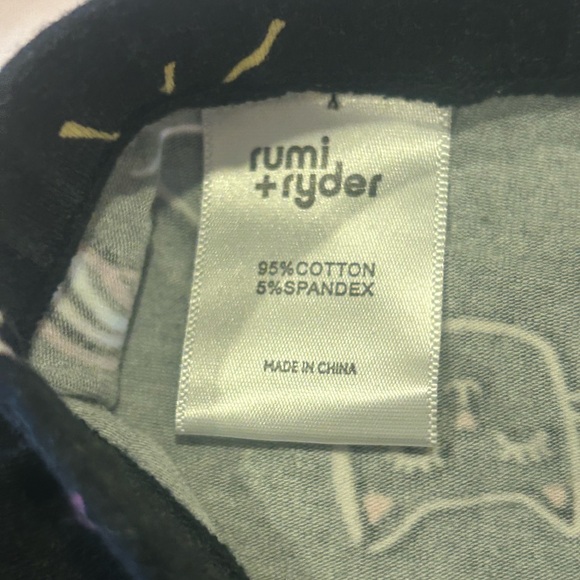 rumi
+ryder
95%COTTON
5%SPANDEX
MADE IN CHINA